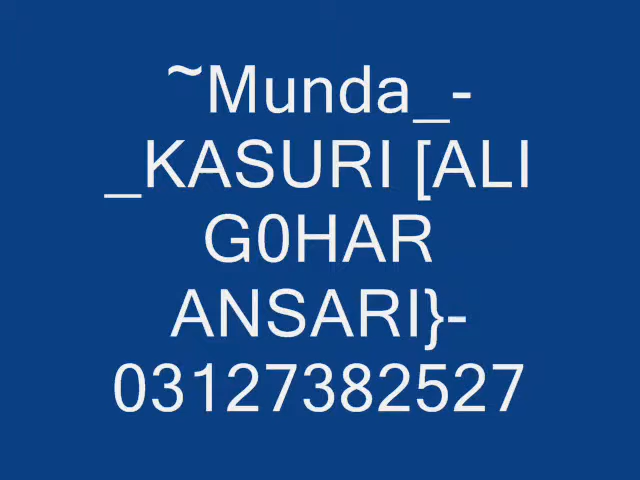 ~Munda_-
_KASURI [ALI
G0HAR
ANSARI}-
03127382527